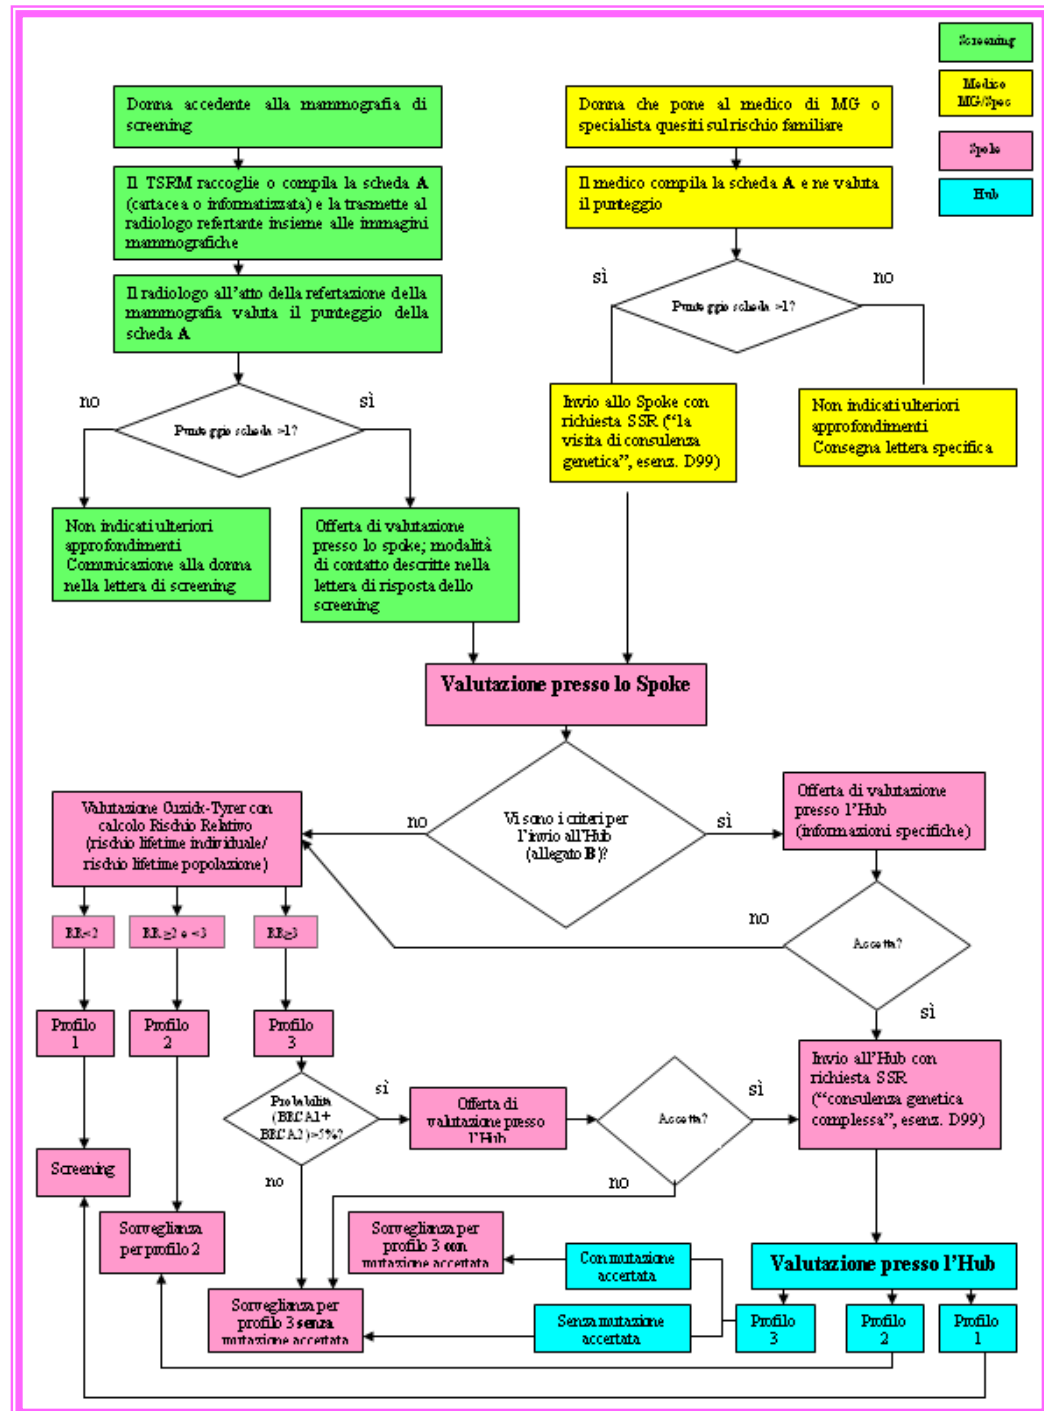 Screening
Medico
MG/Spec
Spoke
Hub
Donna accedente alla mammografia di
screening
Il TSRM raccoglie o compila la scheda A
(cartacea o informatizzata) e la trasmette al
radiologo refertante insieme alle immagini
mammografiche
Il radiologo all'atto della refertazione della
mammografia valuta il punteggio della
scheda A
no
sì
Punteggio scheda >1?
Non indicati ulteriori
approfondimenti
Comunicazione alla donna
nella lettera di screening
Offerta di valutazione
presso lo spoke; modalità
di contatto descritte nella
lettera di risposta dello
screening
Donna che pone al medico di MG o
specialista quesiti sul rischio familiare
Il medico compila la scheda A e ne valuta
il punteggio
sì
no
Punteggio scheda >1?
Invio allo Spoke con
richiesta SSR ("la
visita di consulenza
genetica", esenz. D99)
Non indicati ulteriori
approfondimenti
Consegna lettera specifica
Valutazione presso lo Spoke
Vi sono i criteri per
l'invio all'Hub
(allegato B)?
no
sì
Valutazione Cuzick-Tyrer con
calcolo Rischio Relativo
(rischio lifetime individuale/
rischio lifetime popolazione)
Offerta di valutazione
presso l'Hub
(informazioni specifiche)
no
Accetta?
sì
RR<2
RR ≥2 e <3
RR≥3
Profilo
1
Profilo
2
Profilo
3
Probabilità
(BRCA1+
BRCA2)>5%?
sì
no
Offerta di
valutazione presso
l'Hub
Accetta?
sì
no
Invio all'Hub con
richiesta SSR
("consulenza genetica
complessa", esenz. D99)
Screening
Sorveglianza
per profilo 2
Sorveglianza per
profilo 3 con
mutazione accertata
Sorveglianza per
profilo 3 senza
mutazione accertata
Con mutazione
accertata
Senza mutazione
accertata
Valutazione presso l'Hub
Profilo
3
Profilo
2
Profilo
1